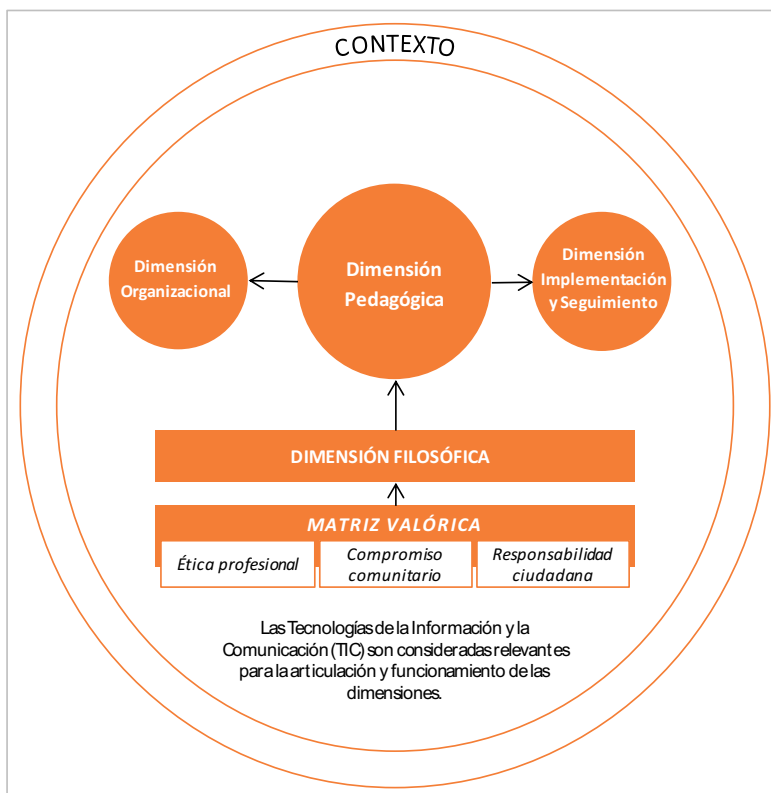 CONTEXTO
Dimensión
Organizacional
Dimensión
Pedagógica
Dimensión
Implementación
y Seguimiento
DIMENSIÓN FILOSÓFICA
MATRIZ VALÓRICA
Ética profesional
Compromiso
comunitario
Responsabilidad
ciudadana
Las Tecnologías de la Información y la
Comunicación (TIC) son consideradas relevantes
para la articulación y funcionamiento de las
dimensiones.